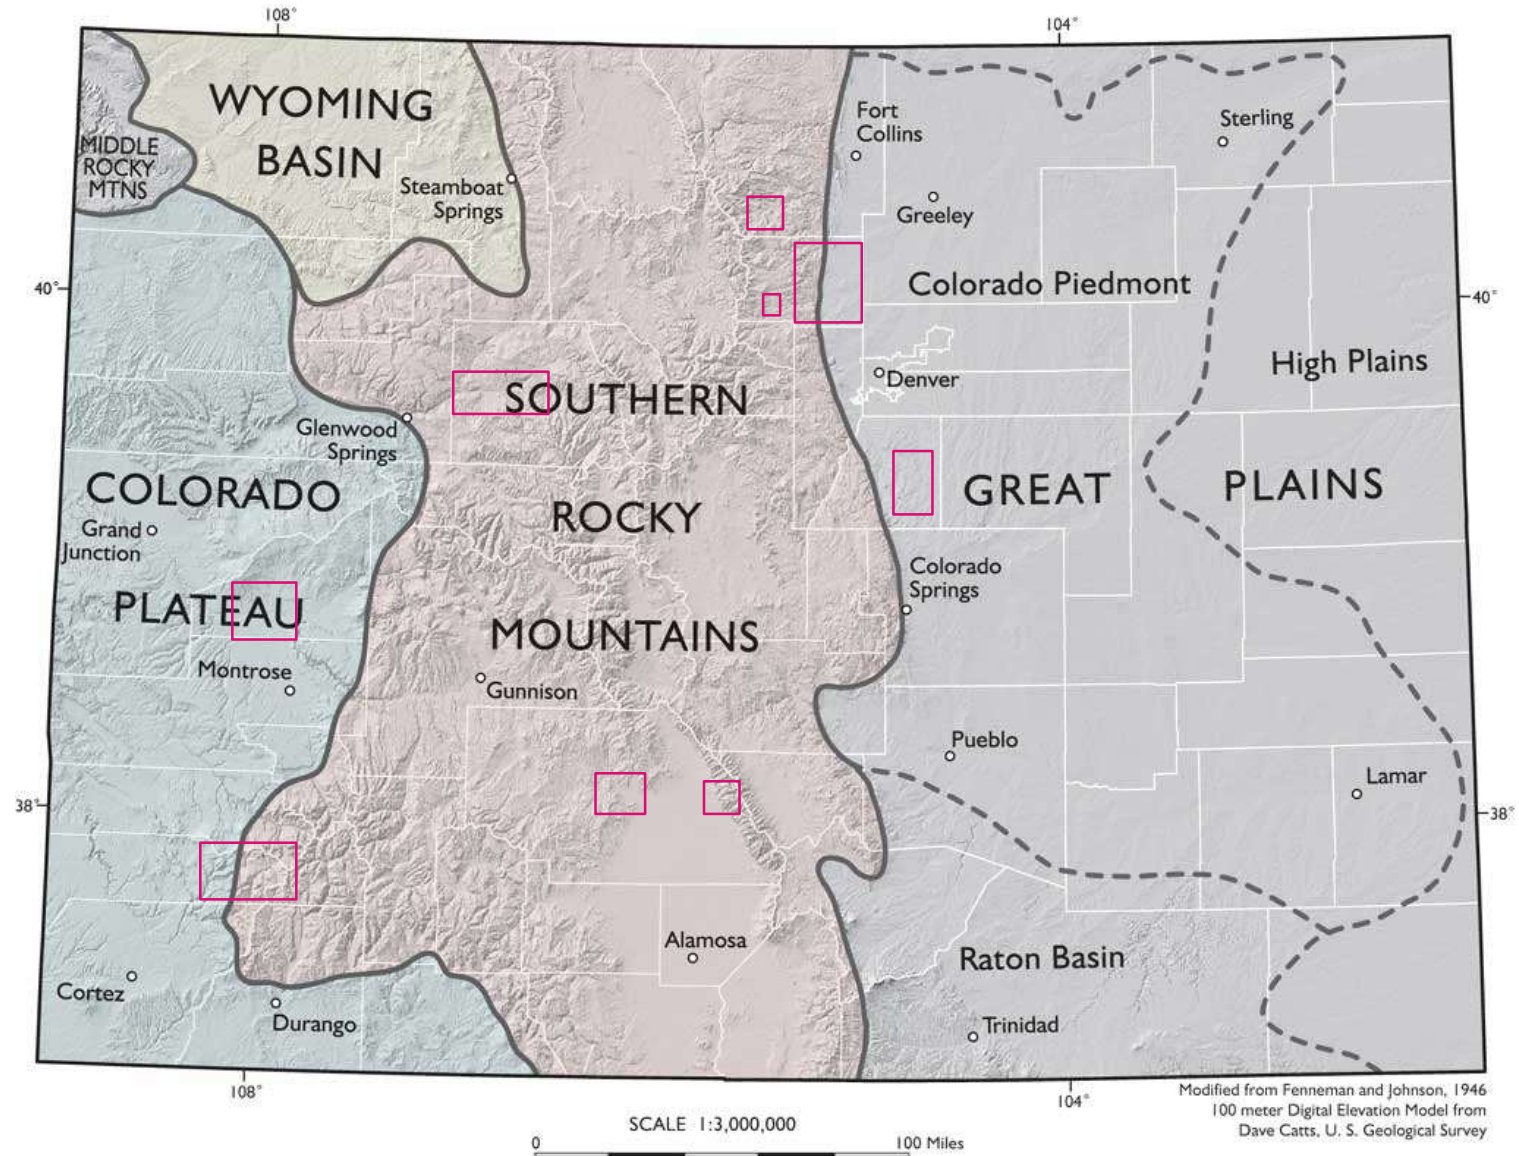 108°
104°
WYOMING
BASIN
MIDDLE
ROCKY
MTNS
Steamboat
Springs
Fort
Collins
Sterling
Greeley
40°
Colorado Piedmont
40°
High Plains
Denver
SOUTHERN
Glenwood
Springs
COLORADO
GREAT
PLAINS
ROCKY
Grand
Junction
Colorado
Springs
PLATEAU
MOUNTAINS
Montrose
Gunnison
Pueblo
Lamar
38°
38°
Alamosa
Raton Basin
Cortez
Durango
Trinidad
108°
104°
Modified from Fenneman and Johnson, 1946
100 meter Digital Elevation Model from
Dave Catts, U. S. Geological Survey
SCALE 1:3,000,000
0
100 Miles